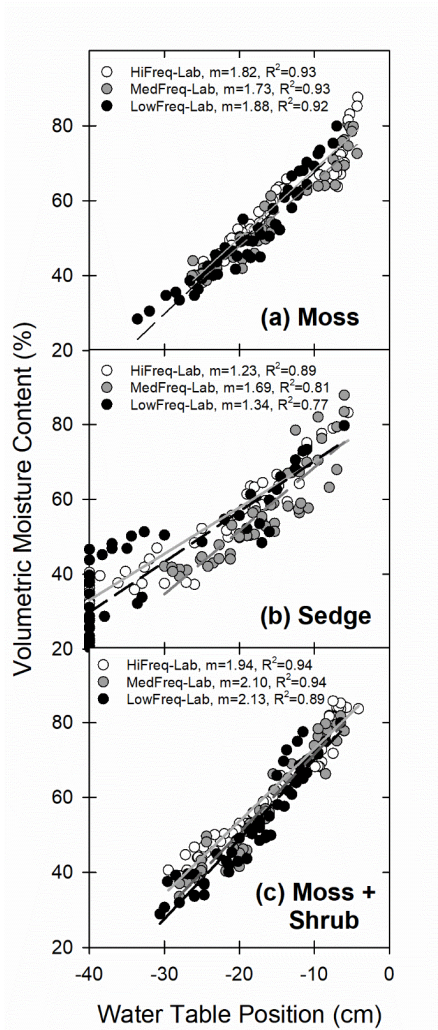 HiFreq-Lab, m=1.82, R²=0.93
MedFreq-Lab, m=1.73, R²=0.93
LowFreq-Lab, m=1.88, R²=0.92
80
60
40
(a) Moss
20
HiFreq-Lab, m=1.23, R²=0.89
MedFreq-Lab, m=1.69, R²=0.81
LowFreq-Lab, m=1.34, R²=0.77
80
60
40
(b) Sedge
20
HiFreq-Lab, m=1.94, R²=0.94
MedFreq-Lab, m=2.10, R²=0.94
LowFreq-Lab, m=2.13, R²=0.89
80
60
40
(c) Moss +
Shrub
20
Volumetric Moisture Content (%)
-40 -30 -20 -10 0
Water Table Position (cm)